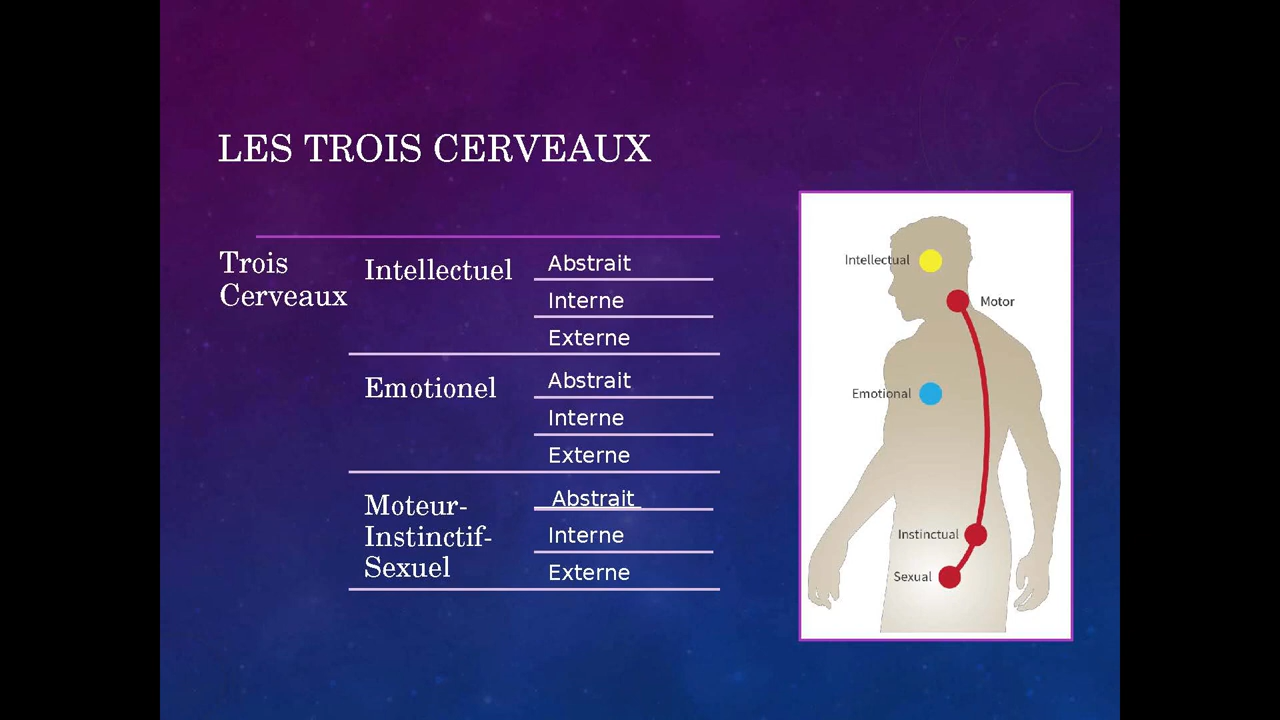 LES TROIS CERVEAUX
Trois
Cerveaux
Intellectuel
Abstrait
Interne
Externe
Emotionel
Abstrait
Interne
Externe
Moteur-
Instinctif-
Sexuel
Abstrait
Interne
Externe
Intellectual
Motor
Emotional
Instinctual
Sexual